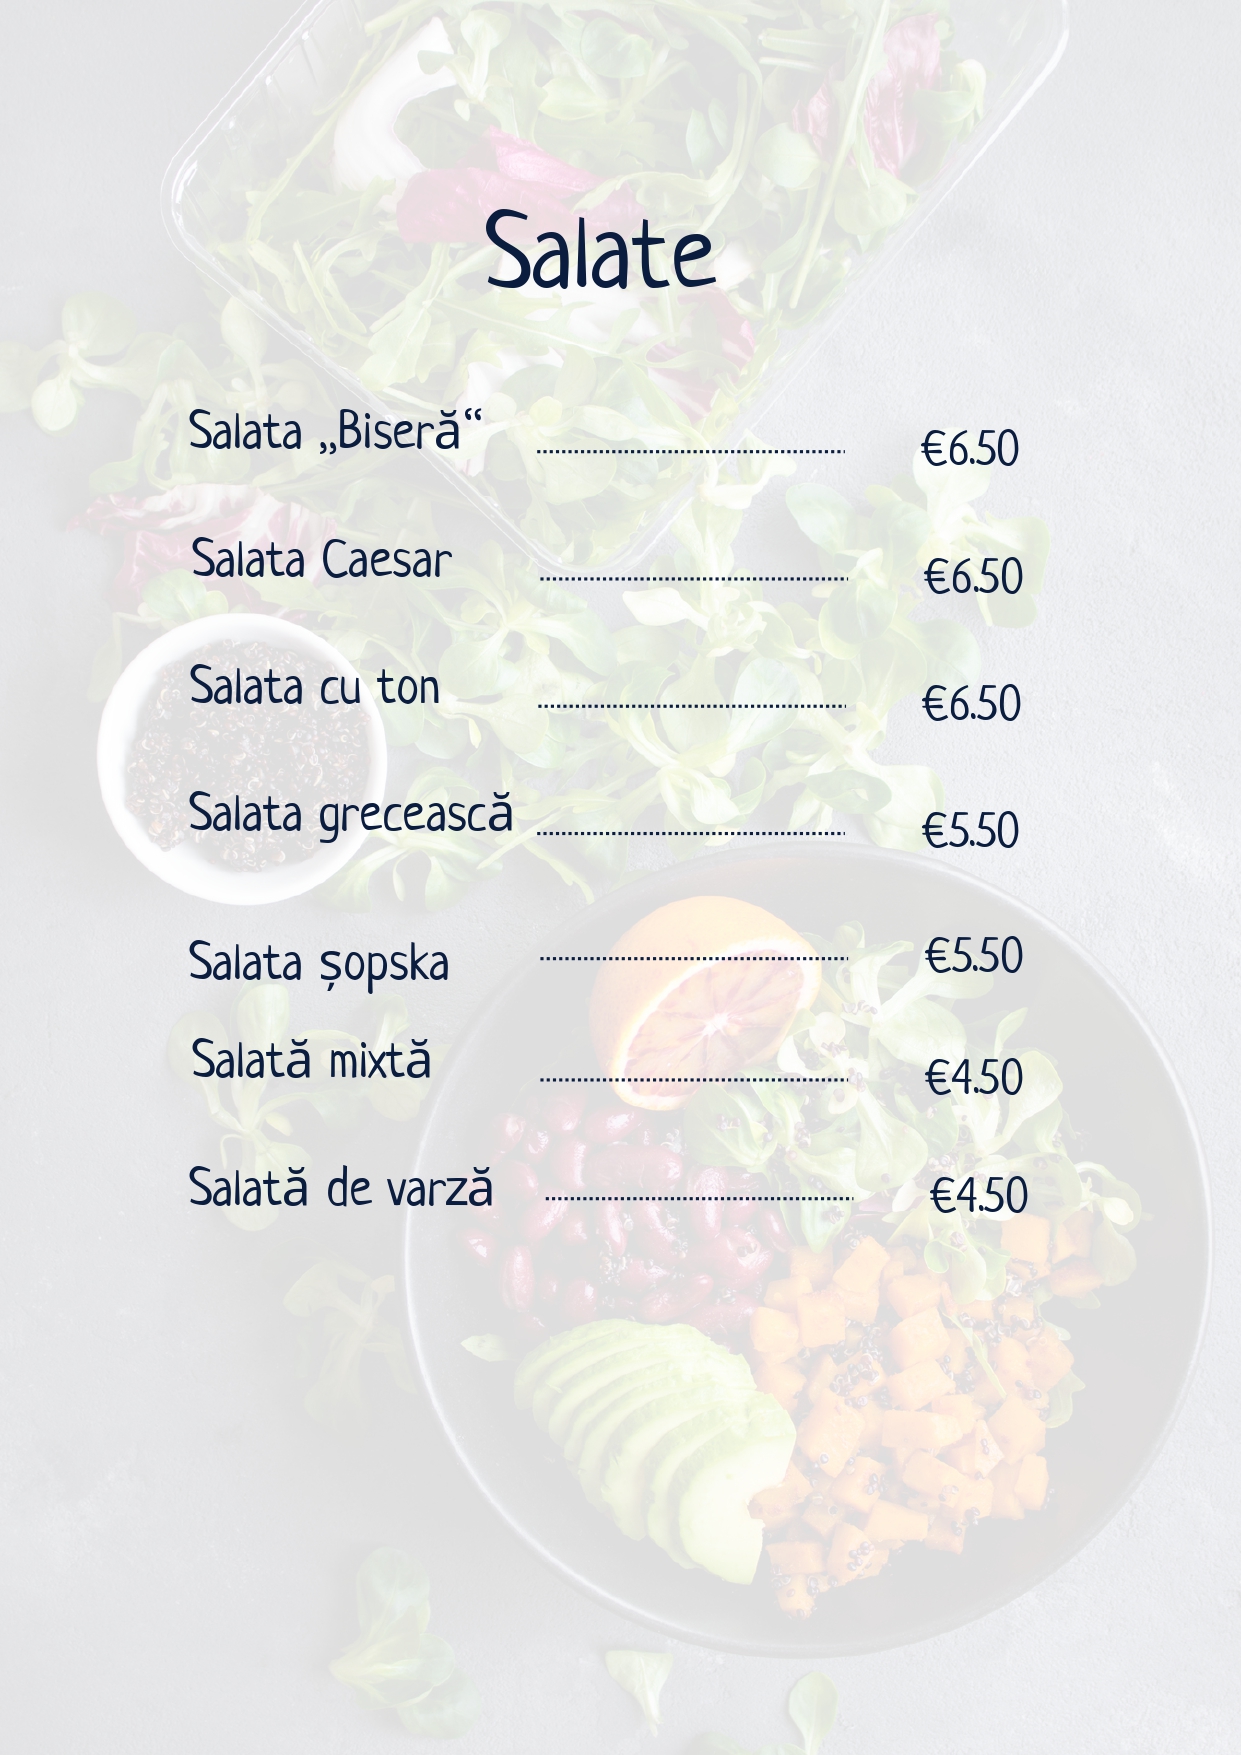 Salate
Salata „Biseră“ ........................ €6.50
Salata Caesar ........................ €6.50
Salata cu ton ........................ €6.50
Salata grecească ........................ €5.50
Salata șopska ........................ €5.50
Salată mixtă ........................ €4.50
Salată de varză ........................ €4.50